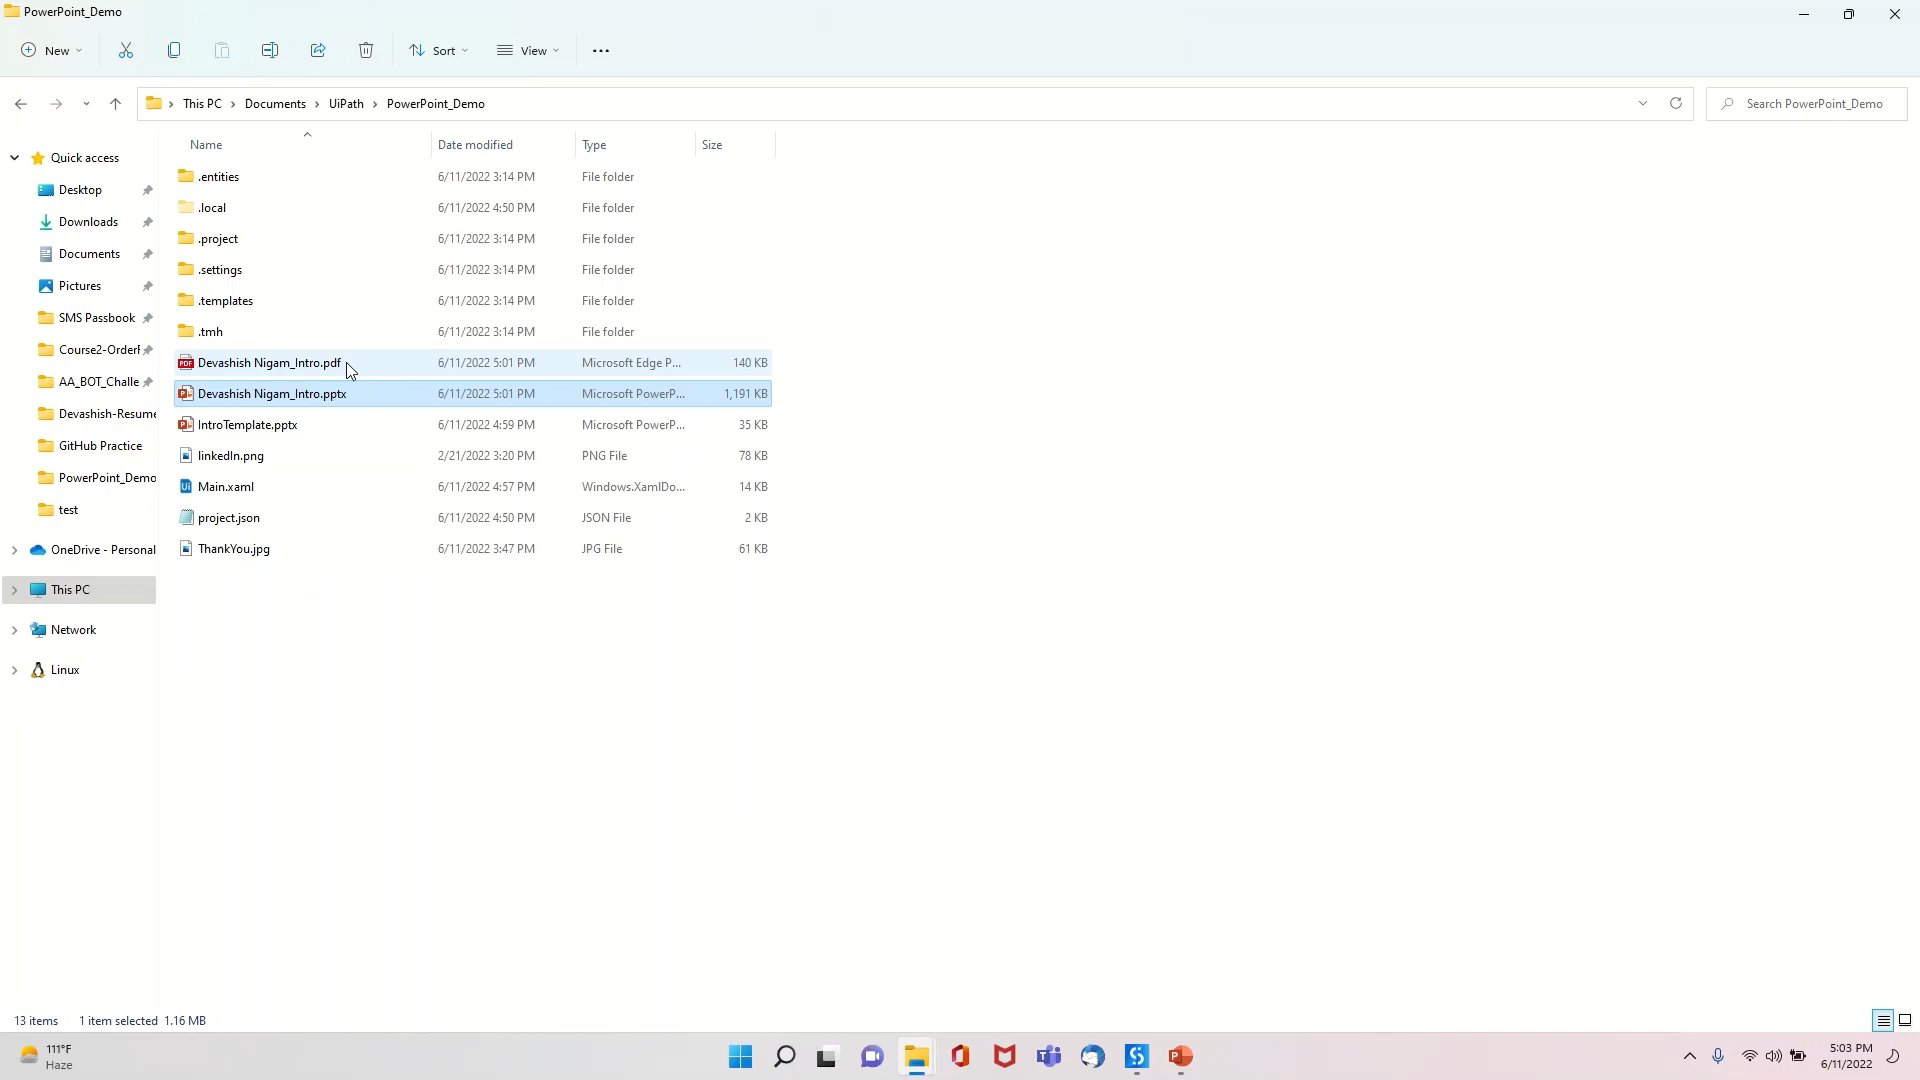 PowerPoint_Demo
New
Sort
View
This PC
Documents
UiPath
PowerPoint_Demo
Search PowerPoint_Demo
Name Date modified Type Size
Quick access
Desktop
Downloads
Documents
Pictures
SMS Passbook
Course2-Orderl
AA_BOT_Challe
Devashish-Resume
GitHub Practice
PowerPoint_Demo
test
OneDrive - Personal
This PC
Network
Linux
.entities 6/11/2022 3:14 PM File folder
.local 6/11/2022 4:50 PM File folder
.project 6/11/2022 3:14 PM File folder
.settings 6/11/2022 3:14 PM File folder
.templates 6/11/2022 3:14 PM File folder
.tmh 6/11/2022 3:14 PM File folder
Devashish Nigam_Intro.pdf 6/11/2022 5:01 PM Microsoft Edge P... 140 KB
Devashish Nigam_Intro.pptx 6/11/2022 5:01 PM Microsoft PowerP... 1,191 KB
IntroTemplate.pptx 6/11/2022 4:59 PM Microsoft PowerP... 35 KB
linkedIn.png 2/21/2022 3:20 PM PNG File 78 KB
Main.xaml 6/11/2022 4:57 PM Windows.XamlDo... 14 KB
project.json 6/11/2022 4:50 PM JSON File 2 KB
ThankYou.jpg 6/11/2022 3:47 PM JPG File 61 KB
13 items 1 item selected 1.16 MB
111°F
Haze
5:03 PM
6/11/2022